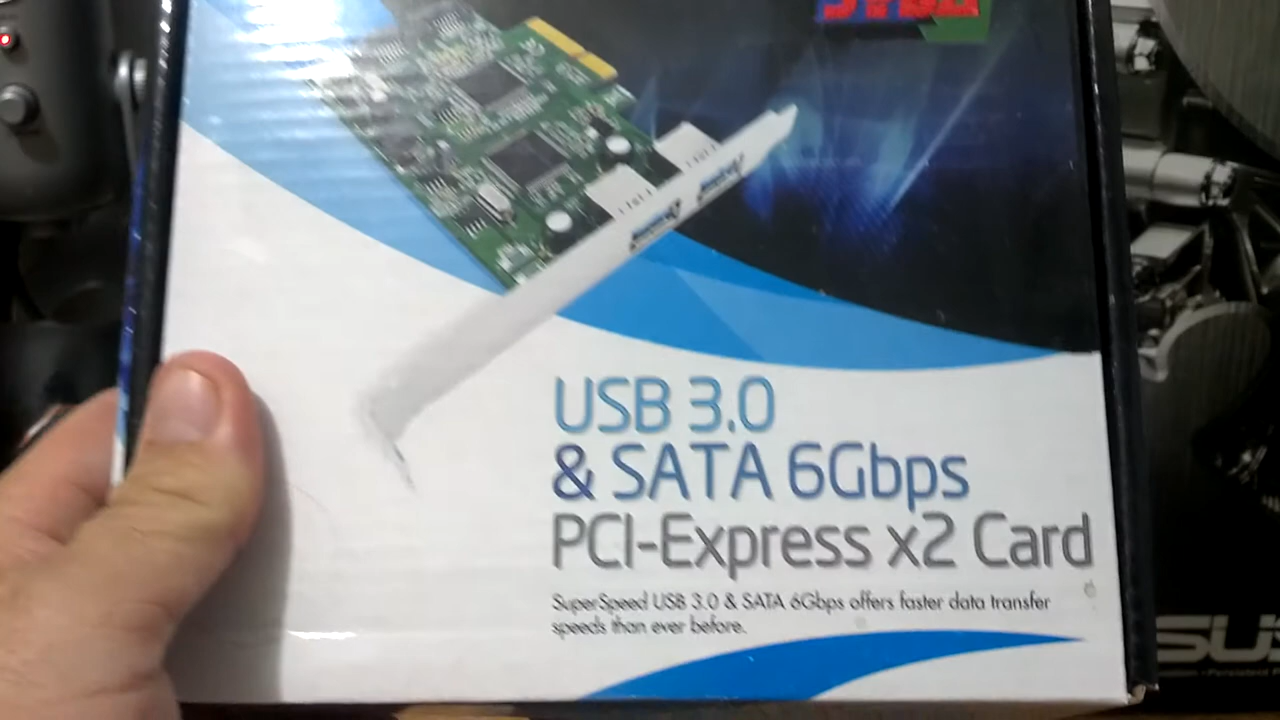 USB 3.0
& SATA 6Gbps
PCI-Express x2 Card
SuperSpeed USB 3.0 & SATA 6Gbps offers faster data transfer
speeds than ever before.